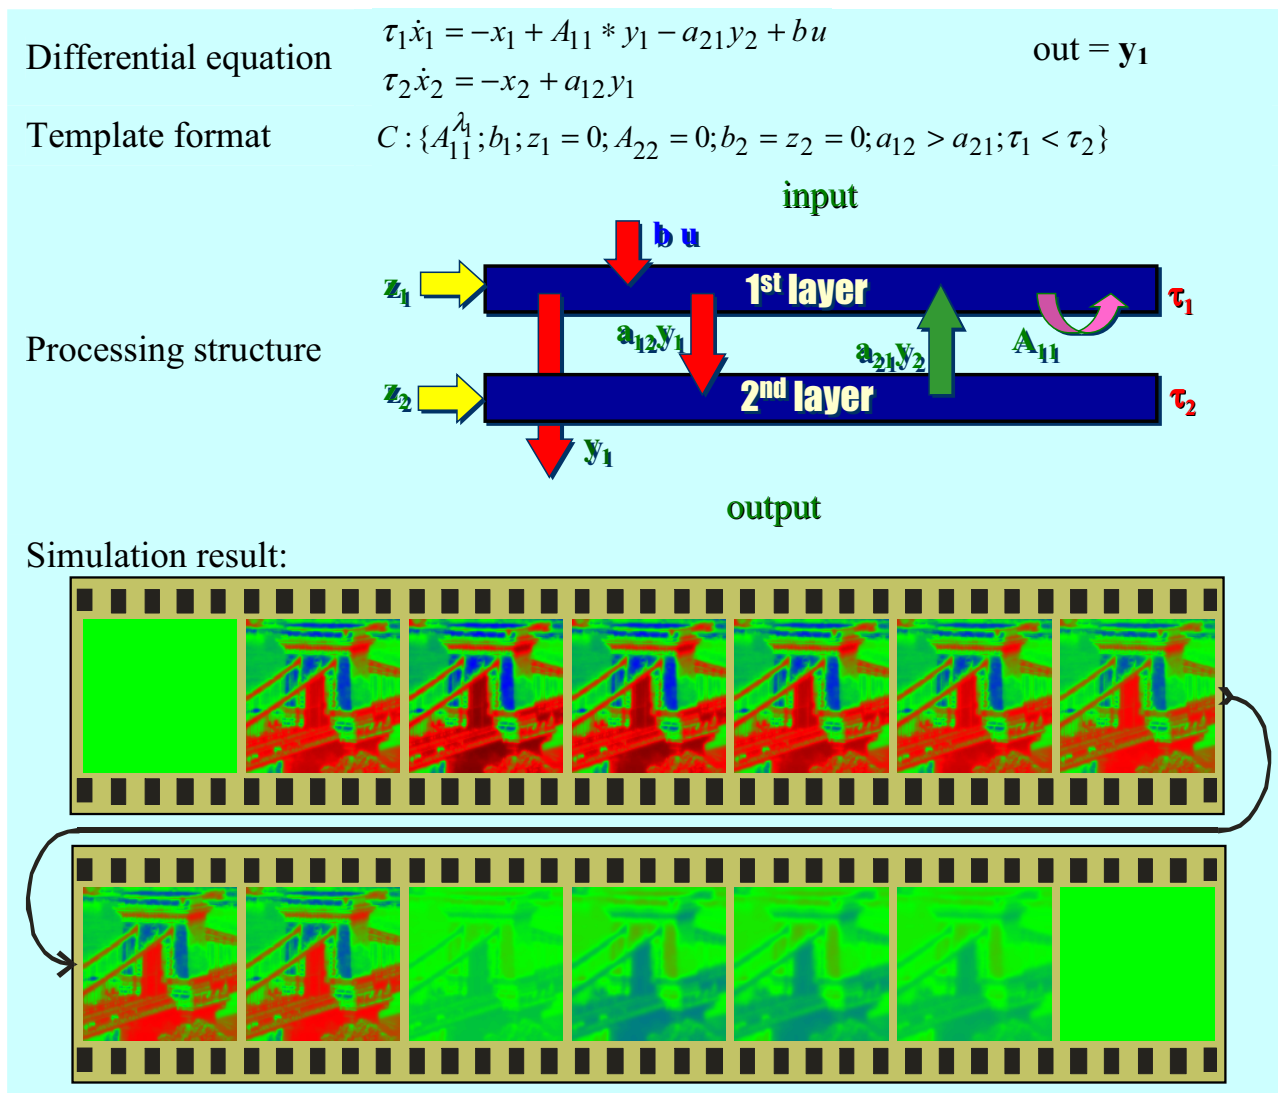 Differential equation
τ₁ẋ₁ = −x₁ + A₁₁ * y₁ − a₂₁y₂ + bu
out = y₁
τ₂ẋ₂ = −x₂ + a₁₂y₁
Template format
C : {A₁₁^λ₁; b₁; z₁ = 0; A₂₂ = 0; b₂ = z₂ = 0; a₁₂ > a₂₁; τ₁ < τ₂}
input
b u
z₁
1st layer
τ₁
Processing structure
a₁₂y₁
a₂₁y₂
A₁₁
z₂
2nd layer
τ₂
y₁
output
Simulation result: